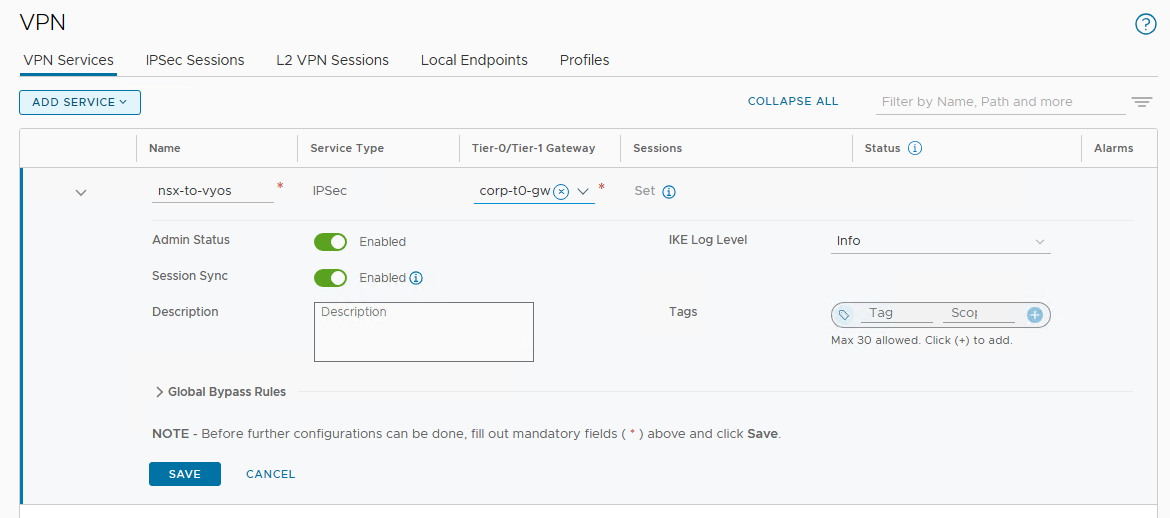 VPN
VPN Services IPSec Sessions L2 VPN Sessions Local Endpoints Profiles
ADD SERVICE COLLAPSE ALL Filter by Name, Path and more
Name Service Type Tier-0/Tier-1 Gateway Sessions Status Alarms
nsx-to-vyos * IPSec corp-t0-gw * Set
Admin Status Enabled IKE Log Level Info
Session Sync Enabled
Description Description Tags Tag Scop
Max 30 allowed. Click (+) to add.
Global Bypass Rules
NOTE - Before further configurations can be done, fill out mandatory fields ( * ) above and click Save.
SAVE CANCEL